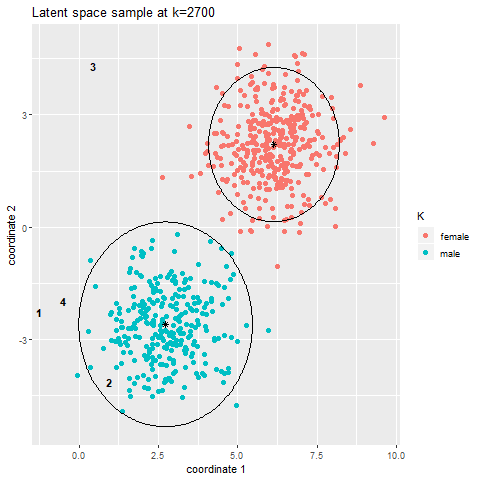 Latent space sample at k=2700
3
3
K
female
male
0
coordinate 2
4
1
-3
2
0.0
2.5
5.0
7.5
10.0
coordinate 1